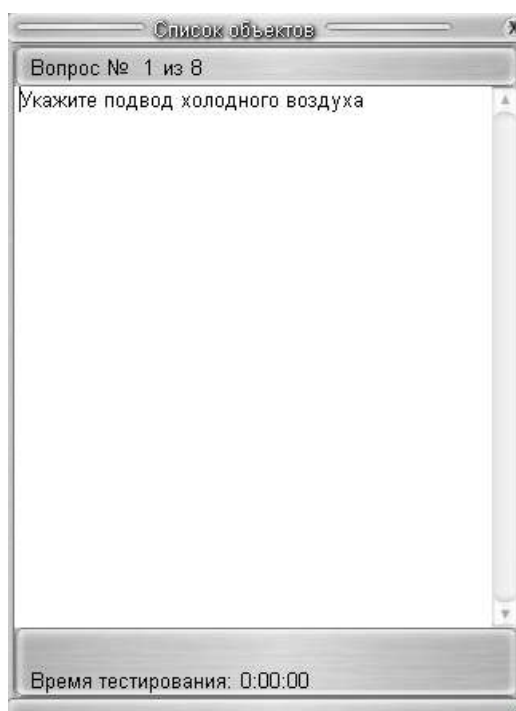 Список объектов
Вопрос № 1 из 8
Укажите подвод холодного воздуха
Время тестирования: 0:00:00